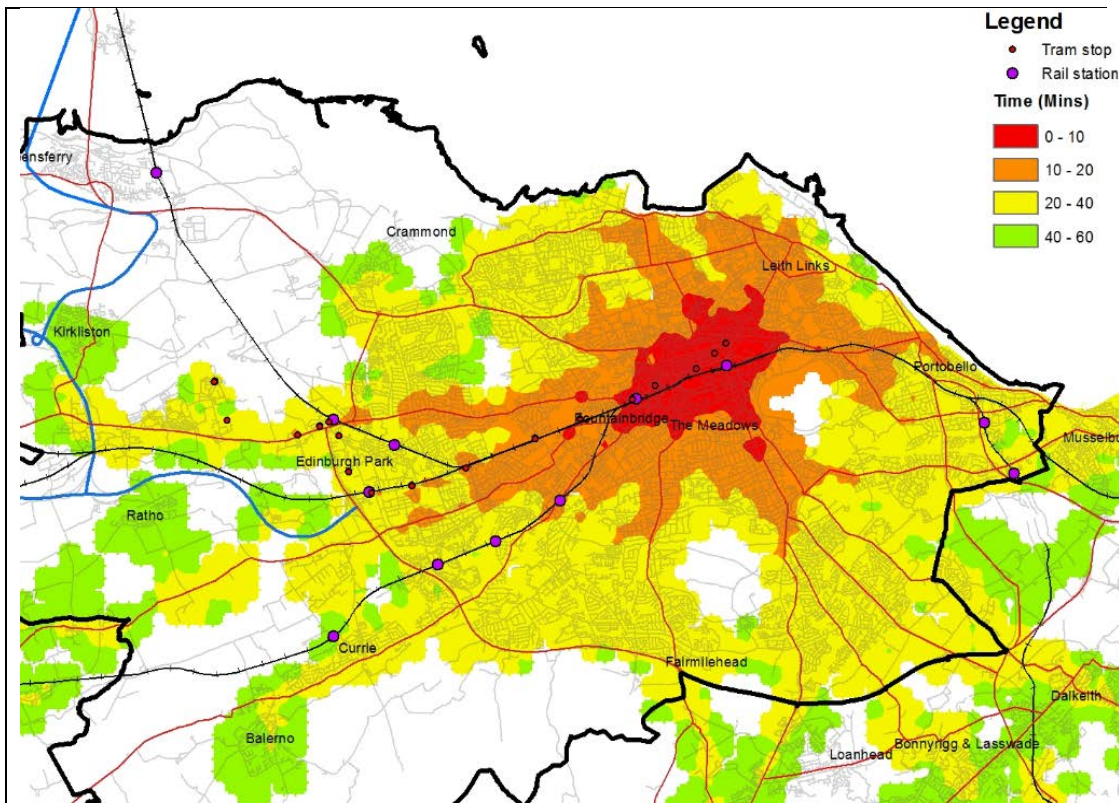 Legend
Tram stop
Rail station
Time (Mins)
0 - 10
10 - 20
20 - 40
40 - 60
ensferry
Crammond
Leith Links
Kirkliston
Portobello
Fountainbridge
The Meadows
Musselbu
Edinburgh Park
Ratho
Currie
Fairmilehead
Dalkeith
Balerno
Bonnyrigg & Lasswade
Loanhead